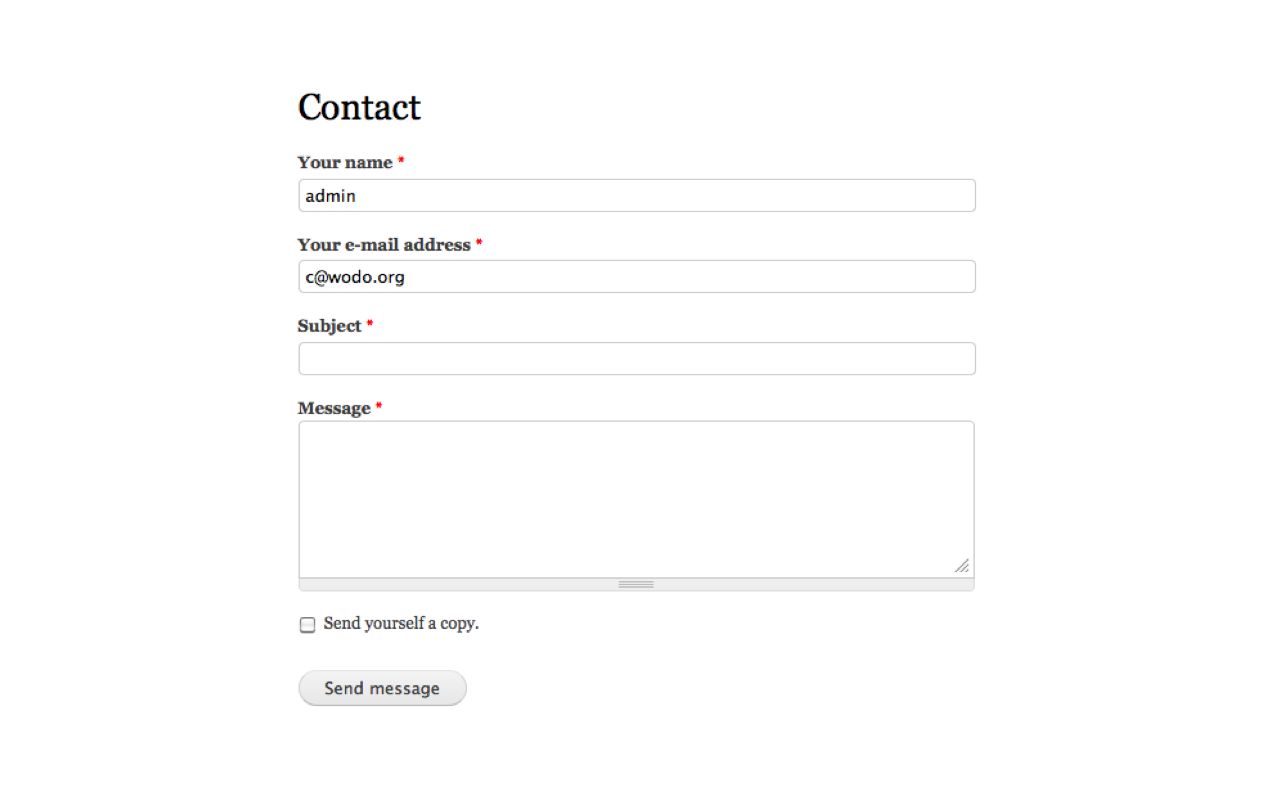 Contact
Your name *
admin
Your e-mail address *
c@wodo.org
Subject *
Message *
Send yourself a copy.
Send message